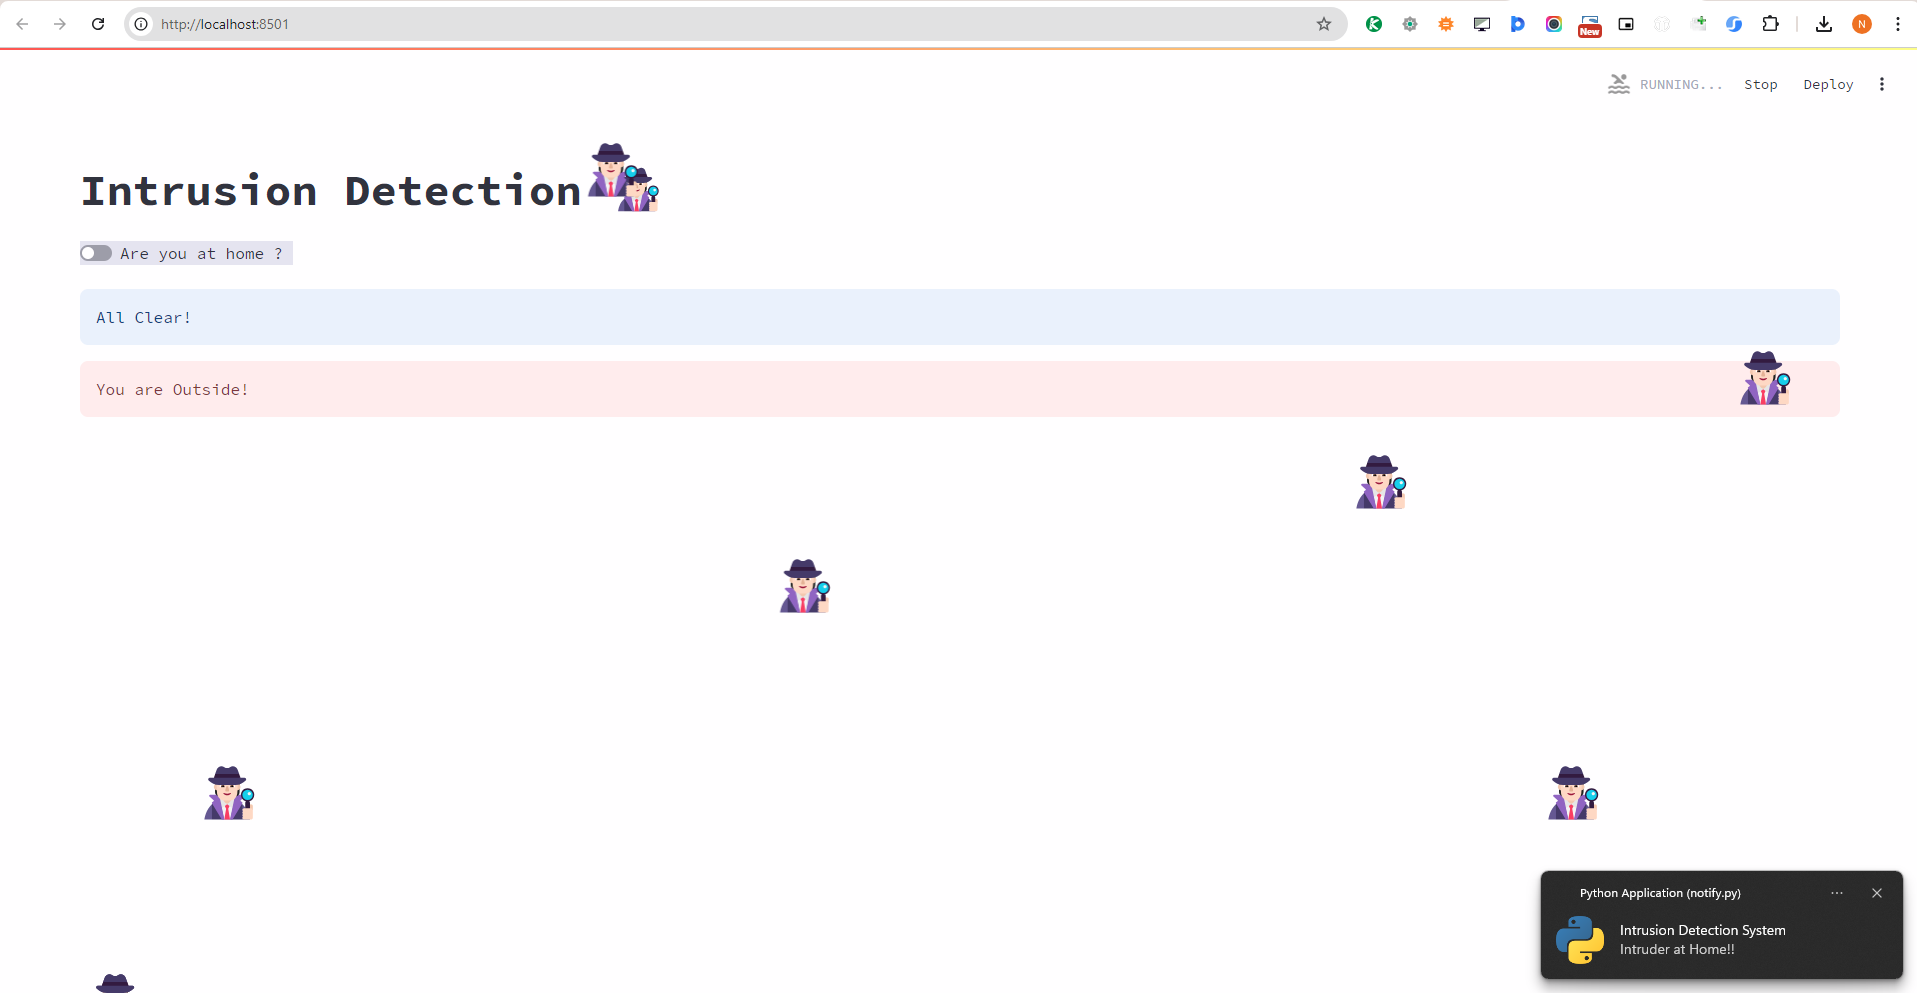 http://localhost:8501
New
N
RUNNING...
Stop
Deploy
Intrusion Detection
Are you at home ?
All Clear!
You are Outside!
Python Application (notify.py)
Intrusion Detection System
Intruder at Home!!